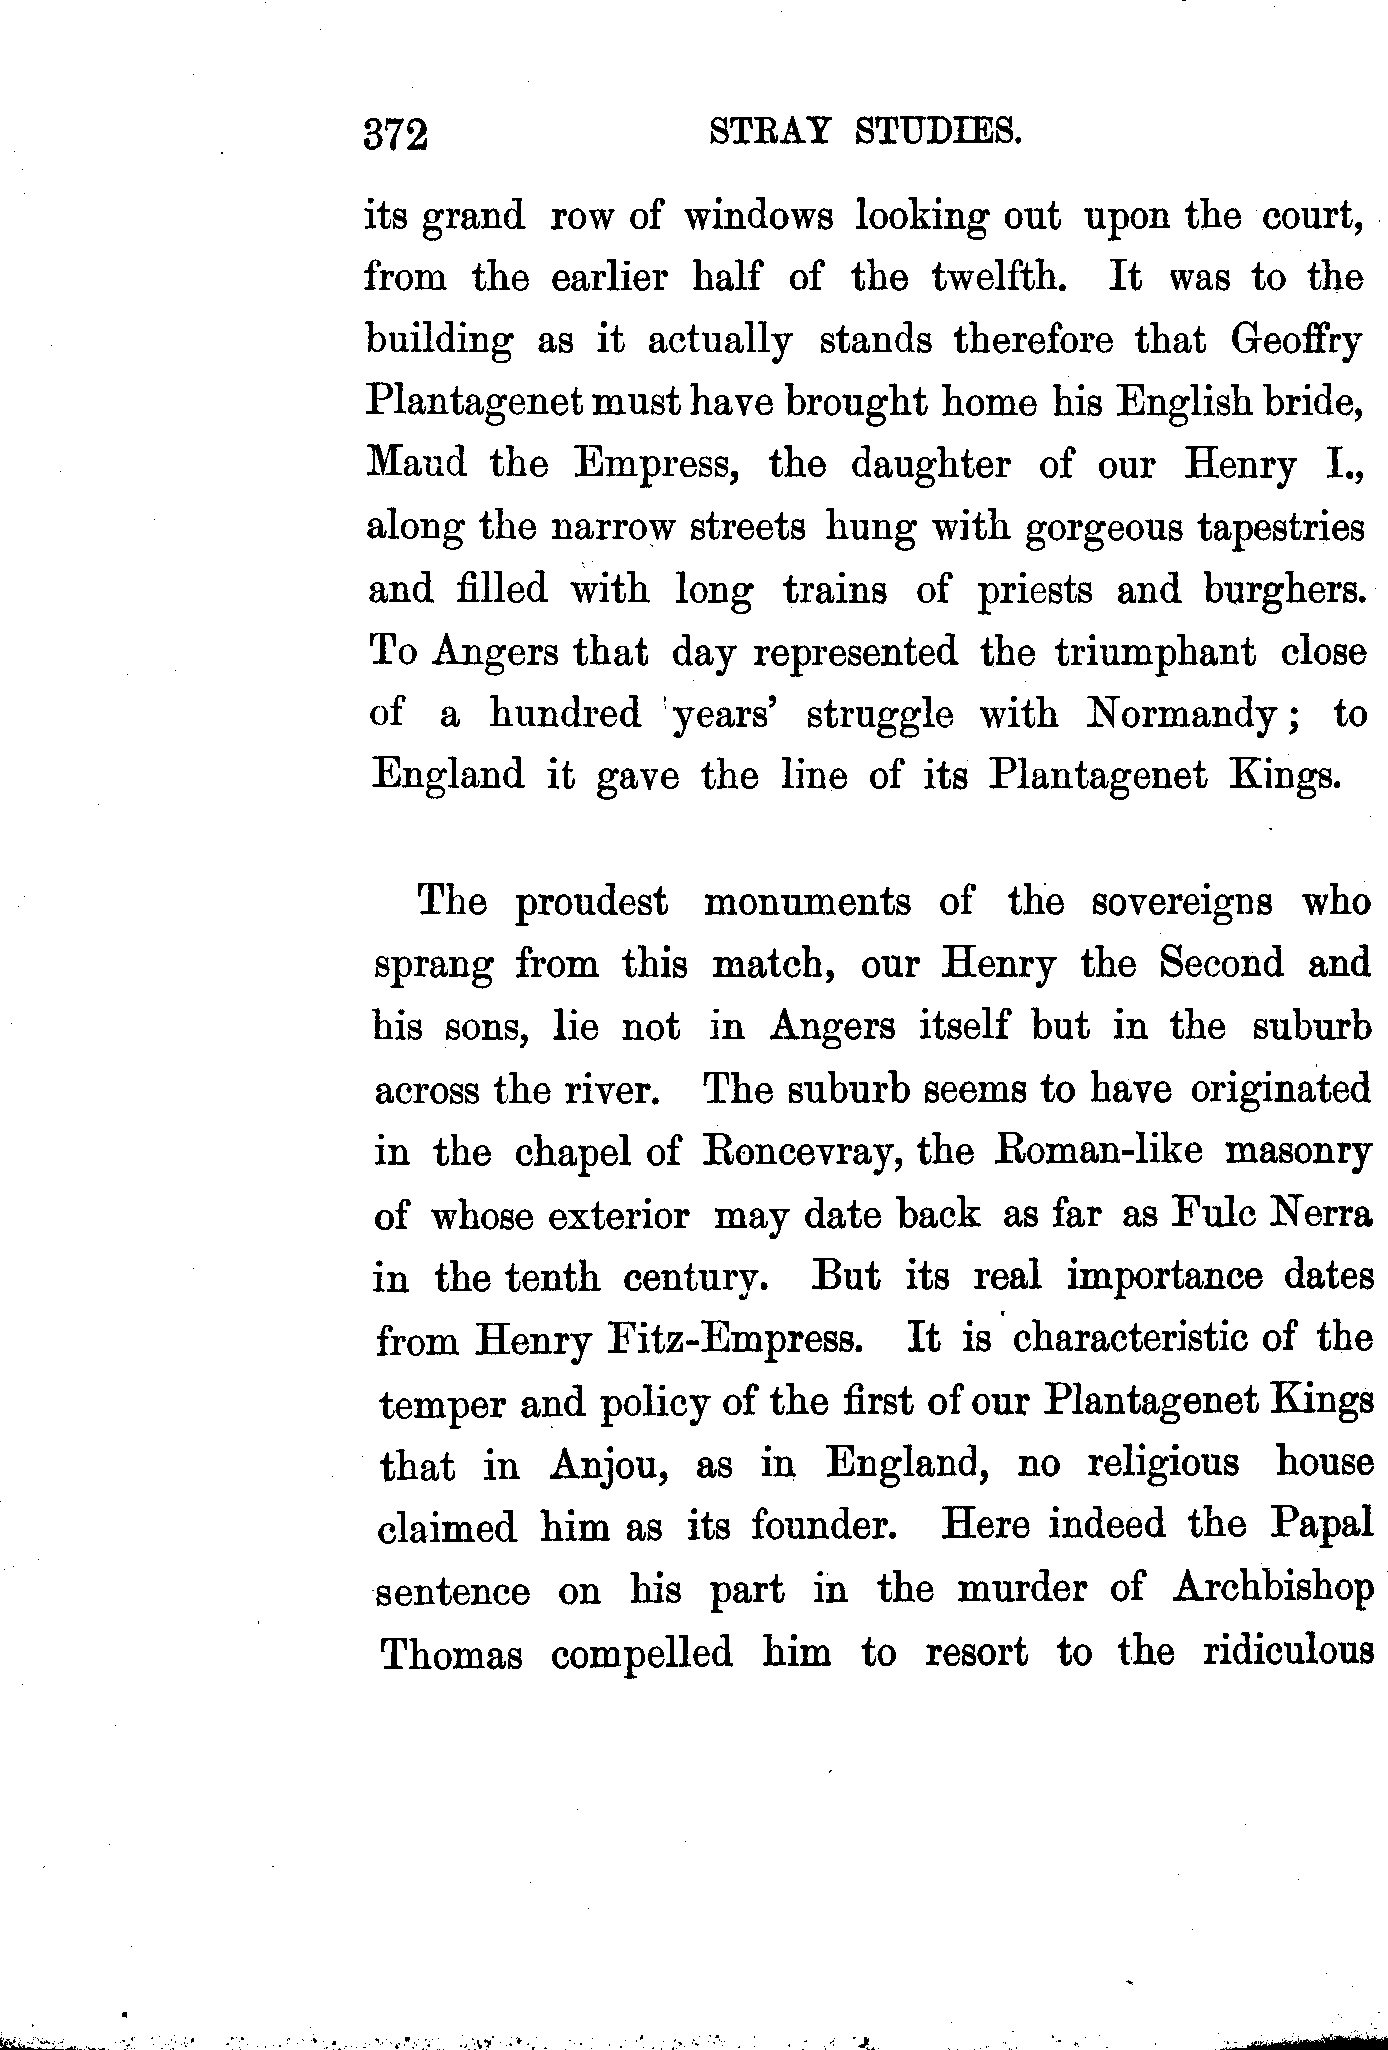 372 STRAY STUDIES.
its grand row of windows looking out upon the court,
from the earlier half of the twelfth. It was to the
building as it actually stands therefore that Geoffry
Plantagenet must have brought home his English bride,
Maud the Empress, the daughter of our Henry I.,
along the narrow streets hung with gorgeous tapestries
and filled with long trains of priests and burghers.
To Angers that day represented the triumphant close
of a hundred years' struggle with Normandy; to
England it gave the line of its Plantagenet Kings.
The proudest monuments of the sovereigns who
sprang from this match, our Henry the Second and
his sons, lie not in Angers itself but in the suburb
across the river. The suburb seems to have originated
in the chapel of Roncevray, the Roman-like masonry
of whose exterior may date back as far as Fulc Nerra
in the tenth century. But its real importance dates
from Henry Fitz-Empress. It is characteristic of the
temper and policy of the first of our Plantagenet Kings
that in Anjou, as in England, no religious house
claimed him as its founder. Here indeed the Papal
sentence on his part in the murder of Archbishop
Thomas compelled him to resort to the ridiculous